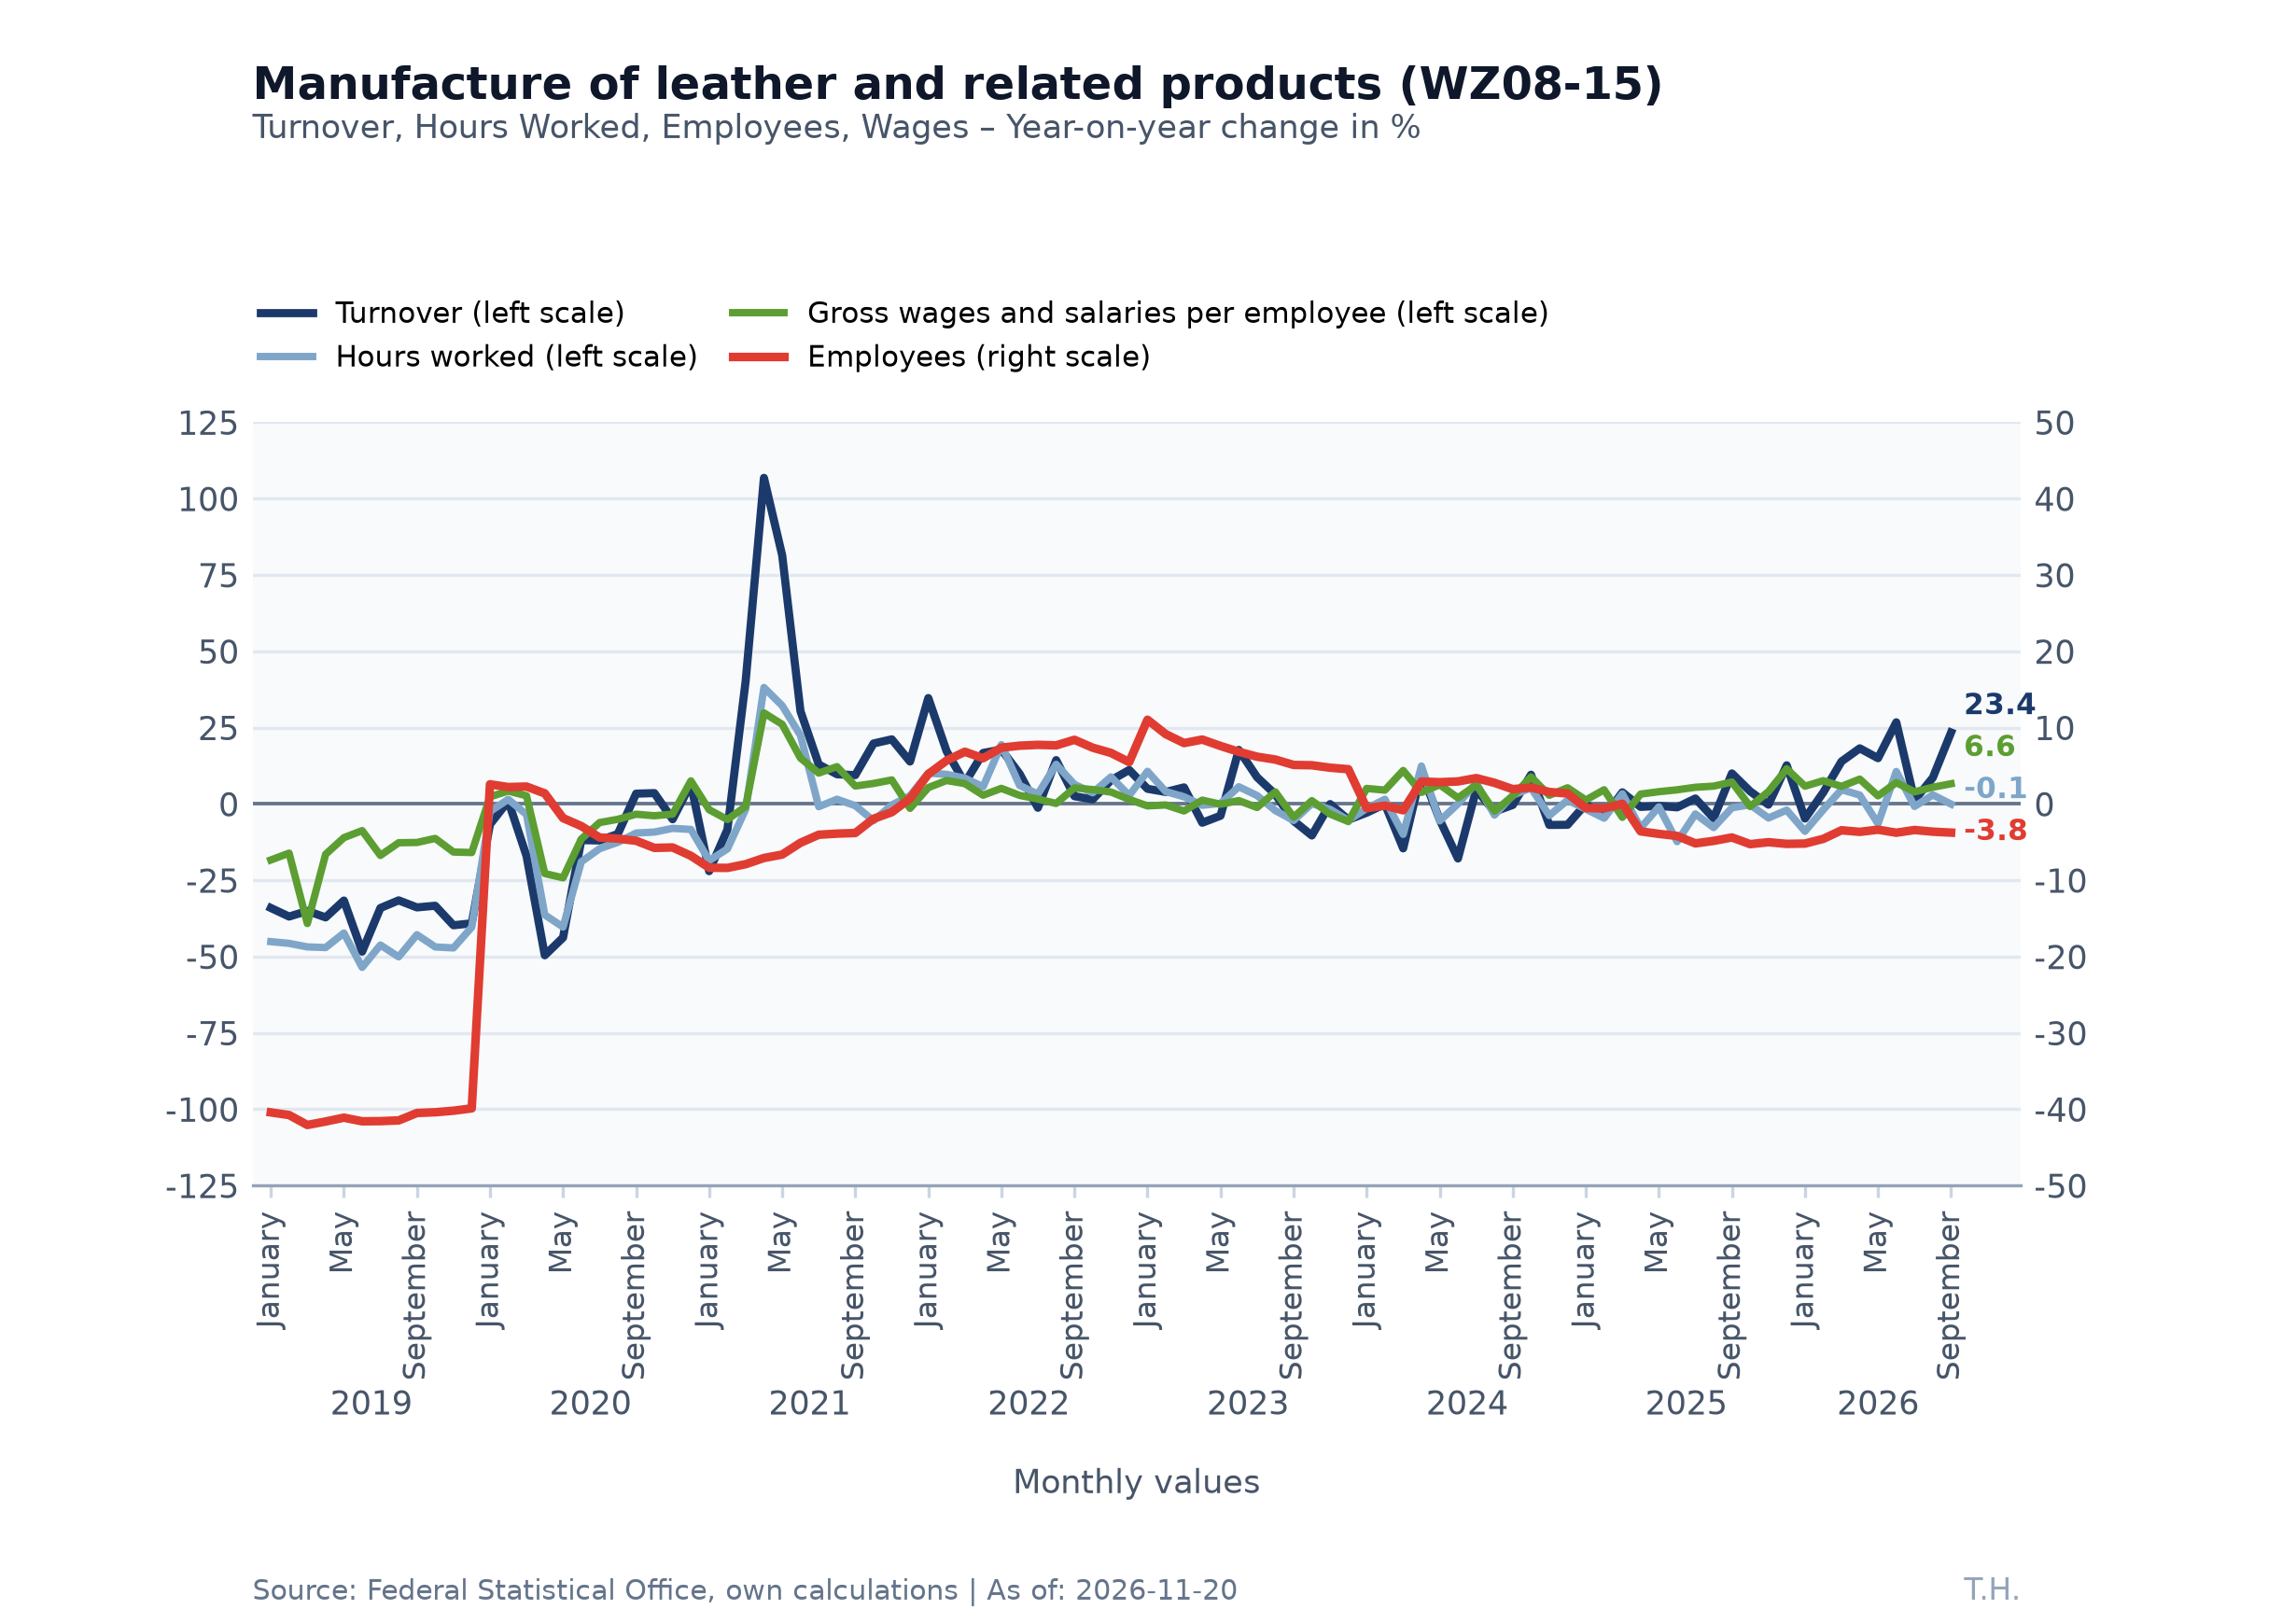 Manufacture of leather and related products (WZ08-15)
Turnover, Hours Worked, Employees, Wages – Year-on-year change in %
Turnover (left scale)
Gross wages and salaries per employee (left scale)
Hours worked (left scale)
Employees (right scale)
125 50
100 40
75 30
50 20
23.4
25 10
6.6
-0.1
0 0
-3.8
-25 -10
-50 -20
-75 -30
-100 -40
-125 -50
January May September January May September January May September January May September January May September January May September January May September January May September
2019 2020 2021 2022 2023 2024 2025 2026
Monthly values
Source: Federal Statistical Office, own calculations | As of: 2026-11-20
T.H.